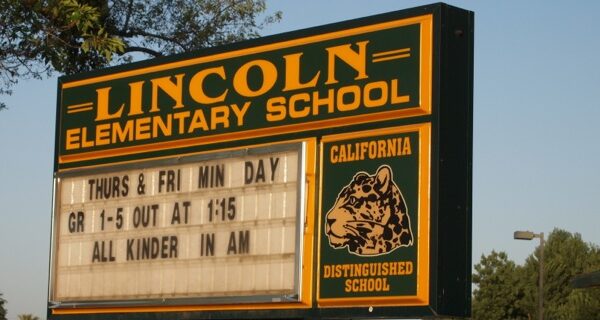 LINCOLN
ELEMENTARY SCHOOL
THURS & FRI MIN DAY
GR 1-5 OUT AT 1:15
ALL KINDER IN AM
CALIFORNIA
DISTINGUISHED
SCHOOL